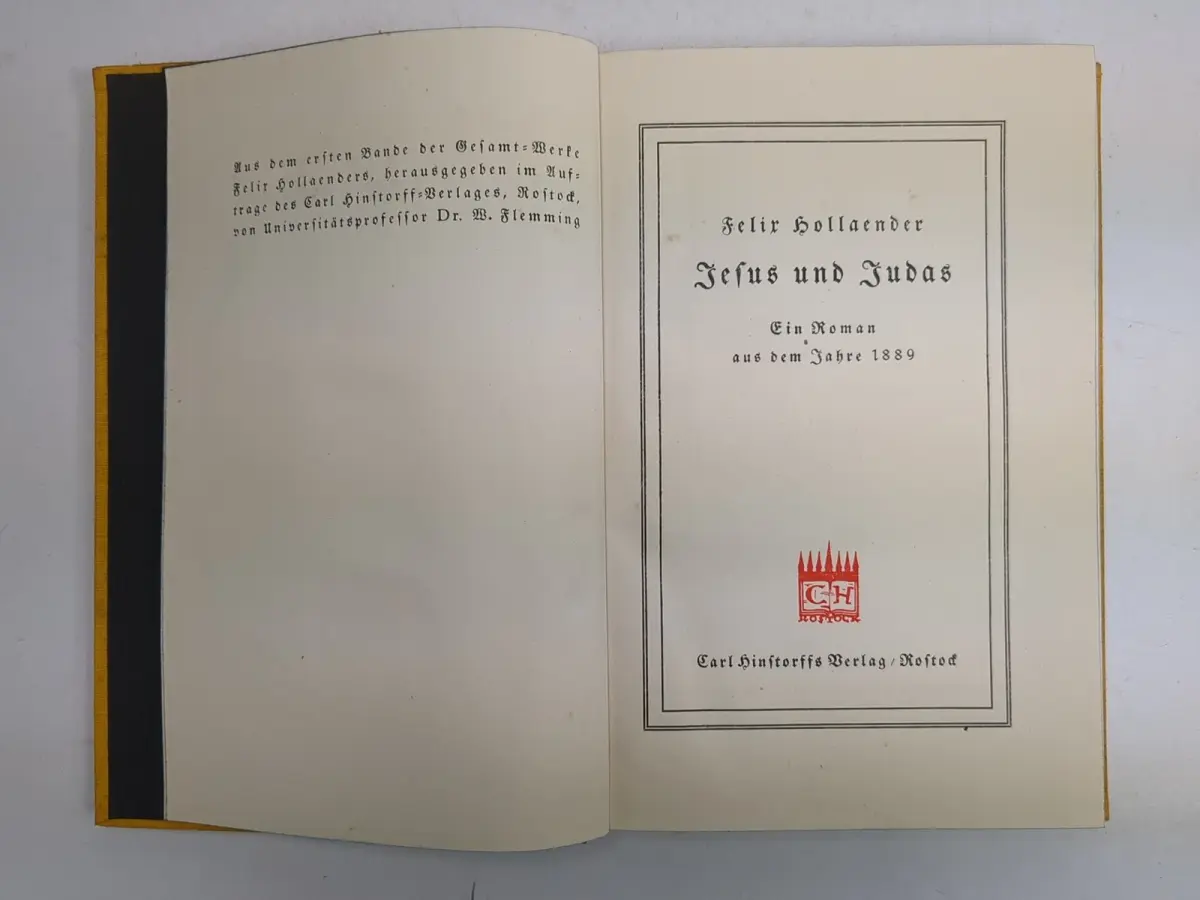 Aus dem erſten Bande der Geſamt=Werke
Felix Hollaenders, herausgegeben im Auf=
trage des Carl Hinſtorff=Verlages, Roſtock,
von Univerſitätsprofeſſor Dr. W. Flemming
Felix Hollaender
Jeſus und Judas
Ein Roman
aus dem Jahre 1889
C H
ROSTOCK
Carl Hinſtorffs Verlag / Roſtock